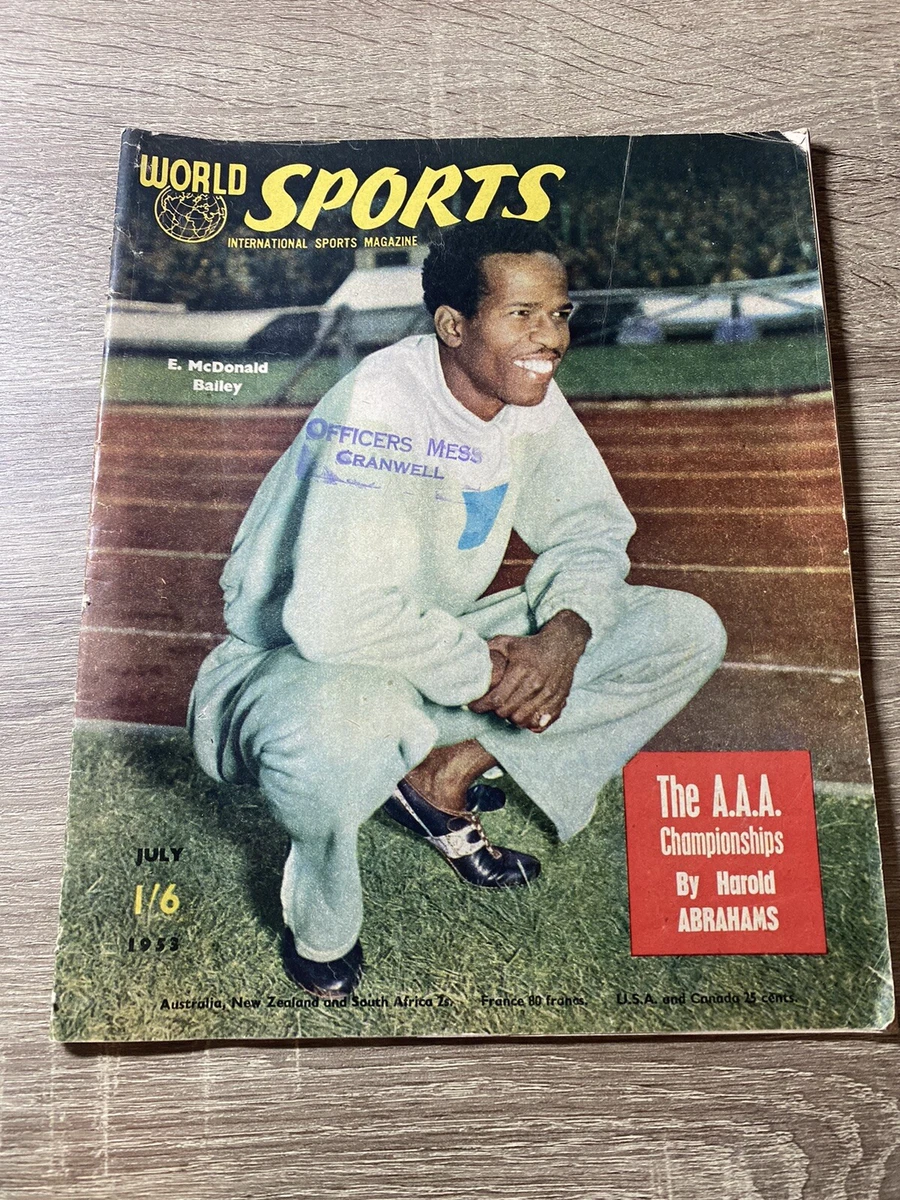 WORLD SPORTS
INTERNATIONAL SPORTS MAGAZINE
E. McDonald
Bailey
OFFICERS MESS
CRANWELL
The A.A.A.
Championships
By Harold
ABRAHAMS
JULY
1/6
1953
Australia, New Zealand and South Africa 2s. France 80 francs. U.S.A. and Canada 25 cents.